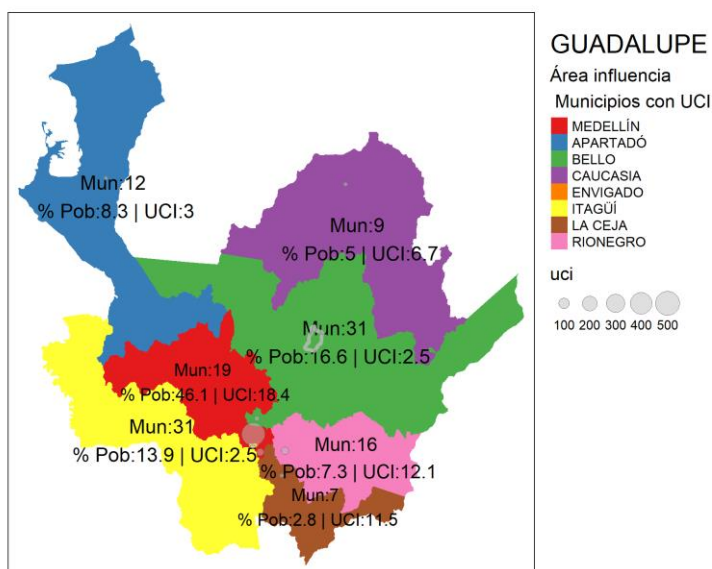 GUADALUPE
Área influencia
Municipios con UCI
MEDELLÍN
APARTADÓ
BELLO
CAUCASIA
ENVIGADO
ITAGÜÍ
LA CEJA
RIONEGRO
uci
100 200 300 400 500
Mun:12
% Pob:8.3 | UCI:3
Mun:9
% Pob:5 | UCI:6.7
Mun:31
% Pob:16.6 | UCI:2.5
Mun:19
% Pob:46.1 | UCI:18.4
Mun:31
% Pob:13.9 | UCI:2.5
Mun:16
% Pob:7.3 | UCI:12.1
Mun:7
% Pob:2.8 | UCI:11.5